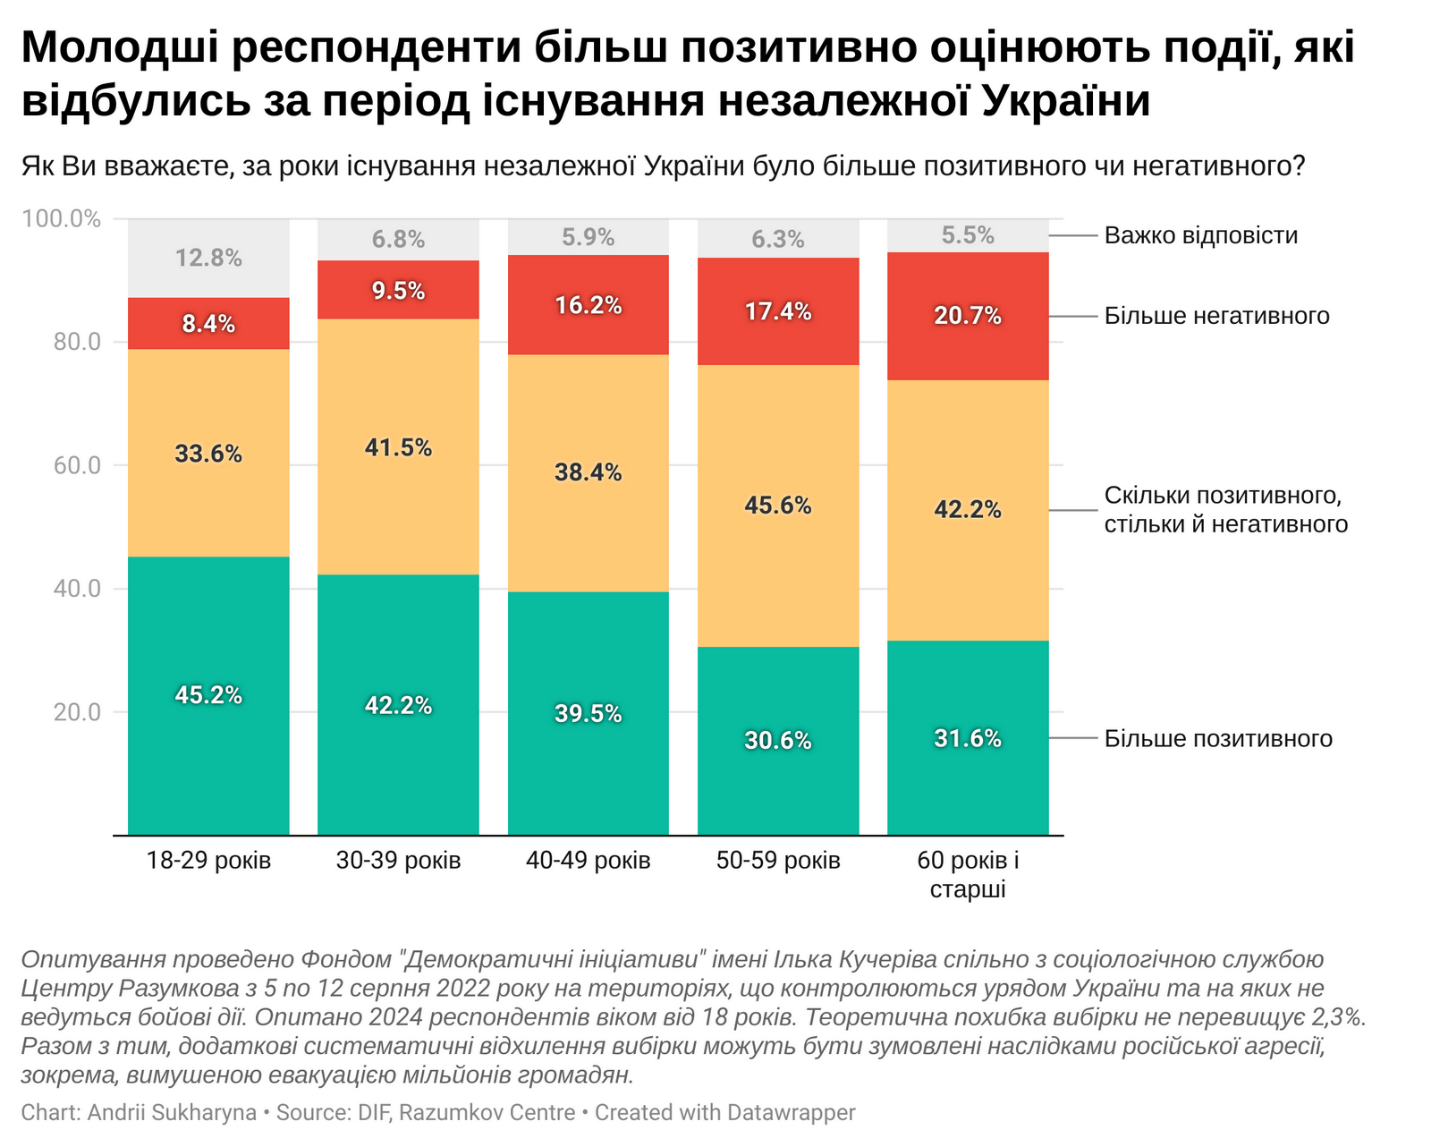 Молодші респонденти більш позитивно оцінюють події, які
відбулись за період існування незалежної України
Як Ви вважаєте, за роки існування незалежної України було більше позитивного чи негативного?
100.0%
80.0
60.0
40.0
20.0
12.8%
8.4%
33.6%
45.2%
6.8%
9.5%
41.5%
42.2%
5.9%
16.2%
38.4%
39.5%
6.3%
17.4%
45.6%
30.6%
5.5%
20.7%
42.2%
31.6%
Важко відповісти
Більше негативного
Скільки позитивного,
стільки й негативного
Більше позитивного
18-29 років
30-39 років
40-49 років
50-59 років
60 років і
старші
Опитування проведено Фондом "Демократичні ініціативи" імені Ілька Кучеріва спільно з соціологічною службою
Центру Разумкова з 5 по 12 серпня 2022 року на територіях, що контролюються урядом України та на яких не
ведуться бойові дії. Опитано 2024 респондентів віком від 18 років. Теоретична похибка вибірки не перевищує 2,3%.
Разом з тим, додаткові систематичні відхилення вибірки можуть бути зумовлені наслідками російської агресії,
зокрема, вимушеною евакуацією мільйонів громадян.
Chart: Andrii Sukharyna • Source: DIF, Razumkov Centre • Created with Datawrapper